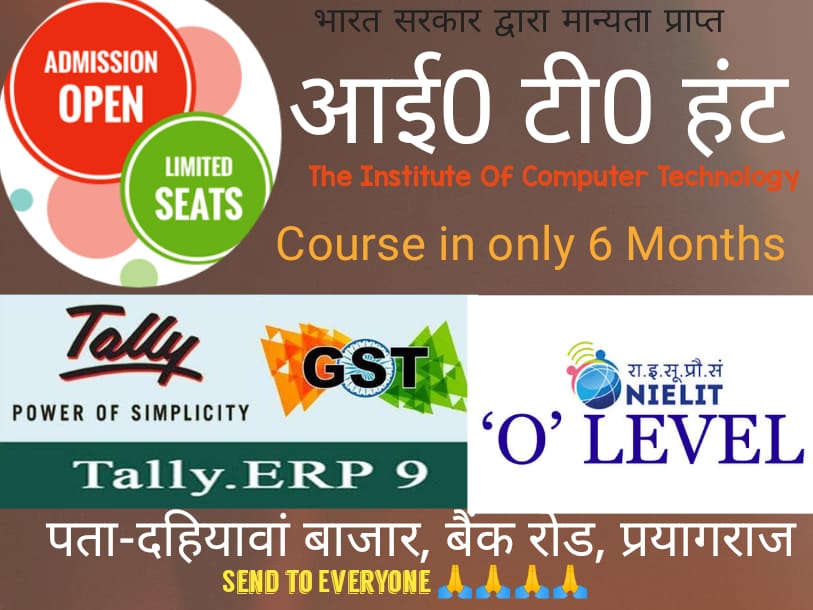 भारत सरकार द्वारा मान्यता प्राप्त
ADMISSION
OPEN
LIMITED
SEATS
आई0 टी0 हंट
The Institute Of Computer Technology
Course in only 6 Months
Tally
POWER OF SIMPLICITY
GST
Tally.ERP 9
रा.इ.सू.प्रौ.सं
NIELIT
‘O’ LEVEL
पता-दहियावां बाजार, बैंक रोड, प्रयागराज
SEND TO EVERYONE 🙏🙏🙏🙏